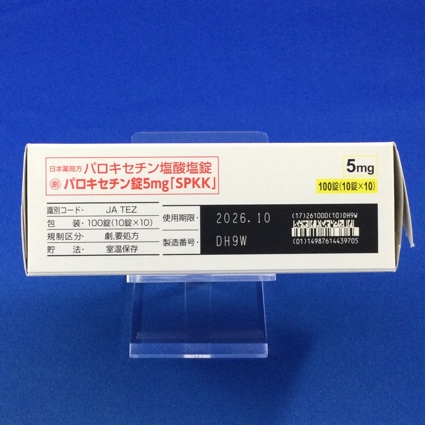 日本薬局方 パロキセチン塩酸塩錠
劇 パロキセチン錠5mg「SPKK」
5mg
100錠(10錠×10)
識別コード・ JA TEZ
包 装・100錠(10錠×10)
規制区分・ 劇,要処方
貯 法・ 室温保存
使用期限・ 2026.10
製造番号・ DH9W
(17)261000(10)DH9W
(01)14987614439705